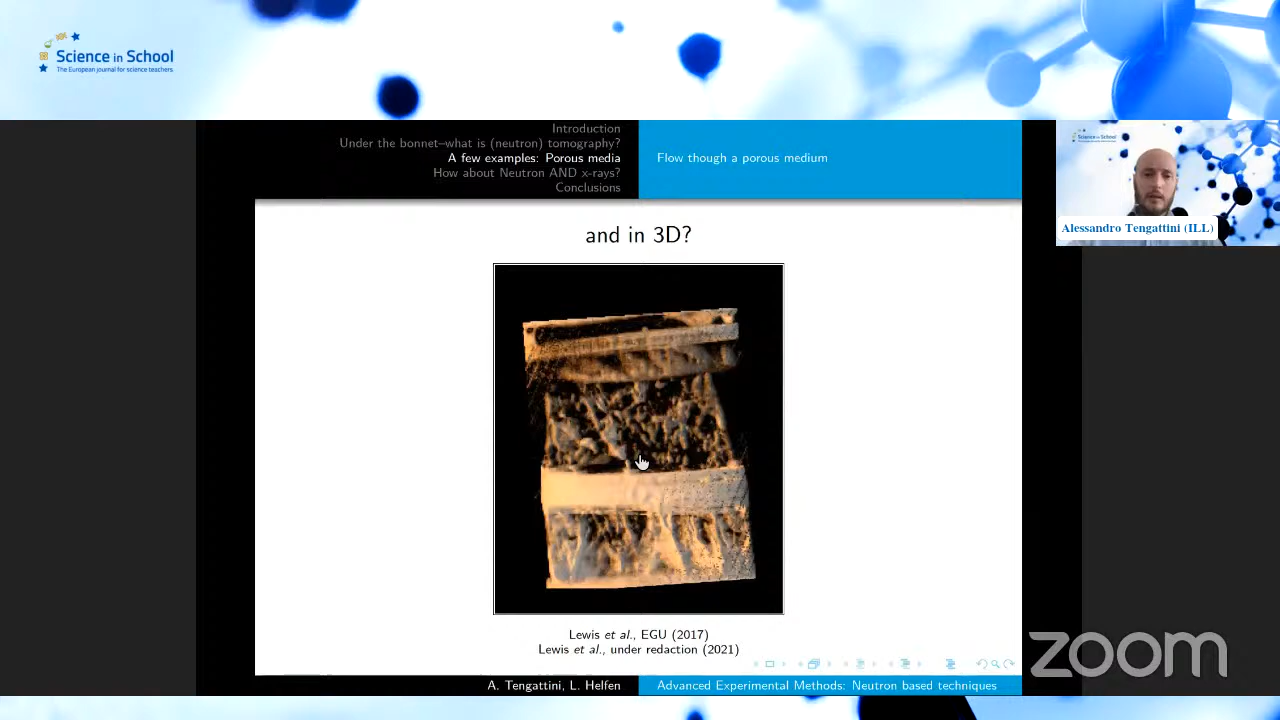 Science in School
The European journal for science teachers
Introduction
Under the bonnet–what is (neutron) tomography?
A few examples: Porous media
How about Neutron AND x-rays?
Conclusions
Flow though a porous medium
Science in School
Alessandro Tengattini (ILL)
and in 3D?
Lewis et al., EGU (2017)
Lewis et al., under redaction (2021)
A. Tengattini, L. Helfen
Advanced Experimental Methods: Neutron based techniques
zoom